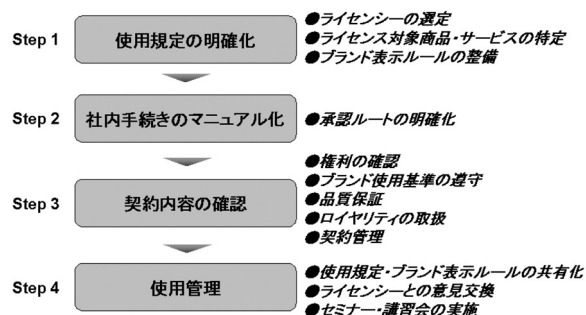 Step 1
使用規定の明確化
●ライセンシーの選定
●ライセンス対象商品・サービスの特定
●ブランド表示ルールの整備
Step 2
社内手続きのマニュアル化
●承認ルートの明確化
Step 3
契約内容の確認
●権利の確認
●ブランド使用基準の遵守
●品質保証
●ロイヤリティの取扱
●契約管理
Step 4
使用管理
●使用規定・ブランド表示ルールの共有化
●ライセンシーとの意見交換
●セミナー・講習会の実施